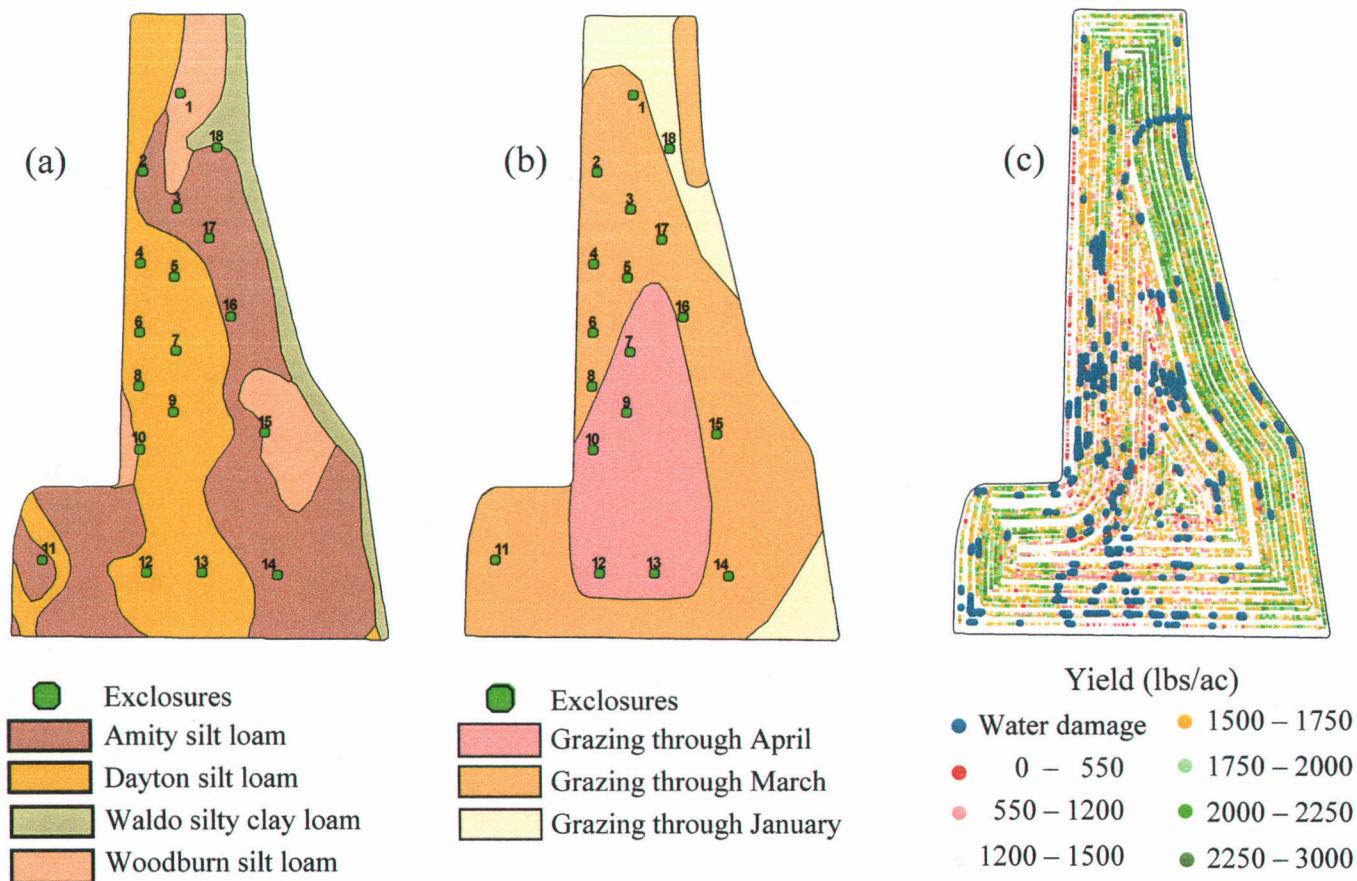 (a)
1
18
2
3
17
4
5
16
6
7
8
9
15
10
11
12
13
14
Exclosures
Amity silt loam
Dayton silt loam
Waldo silty clay loam
Woodburn silt loam
(b)
1
18
2
3
17
4
5
16
6
7
8
9
15
10
11
12
13
14
Exclosures
Grazing through April
Grazing through March
Grazing through January
(c)
Yield (lbs/ac)
Water damage
0 – 550
550 – 1200
1200 – 1500
1500 – 1750
1750 – 2000
2000 – 2250
2250 – 3000